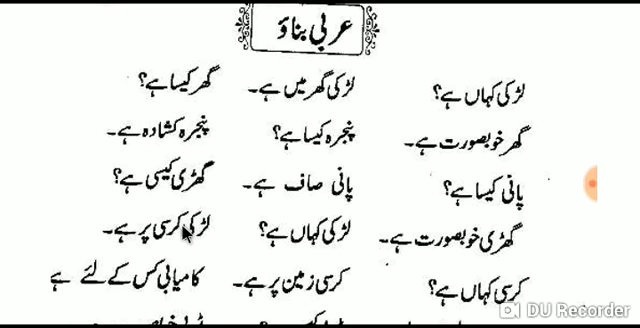 عربی بناؤ
لڑکی کہاں ہے؟ لڑکی گھر میں ہے۔ گھر کیسا ہے؟
گھر خوبصورت ہے۔ پنجرہ کیسا ہے؟ پنجرہ کشادہ ہے۔
پانی کیسا ہے؟ پانی صاف ہے۔ گھڑی کیسی ہے؟
گھڑی خوبصورت ہے۔ لڑکی کہاں ہے؟ لڑکی کرسی پر ہے۔
کرسی کہاں ہے؟ کرسی زمین پر ہے۔ کامیابی کس کے لئے ہے
DU Recorder